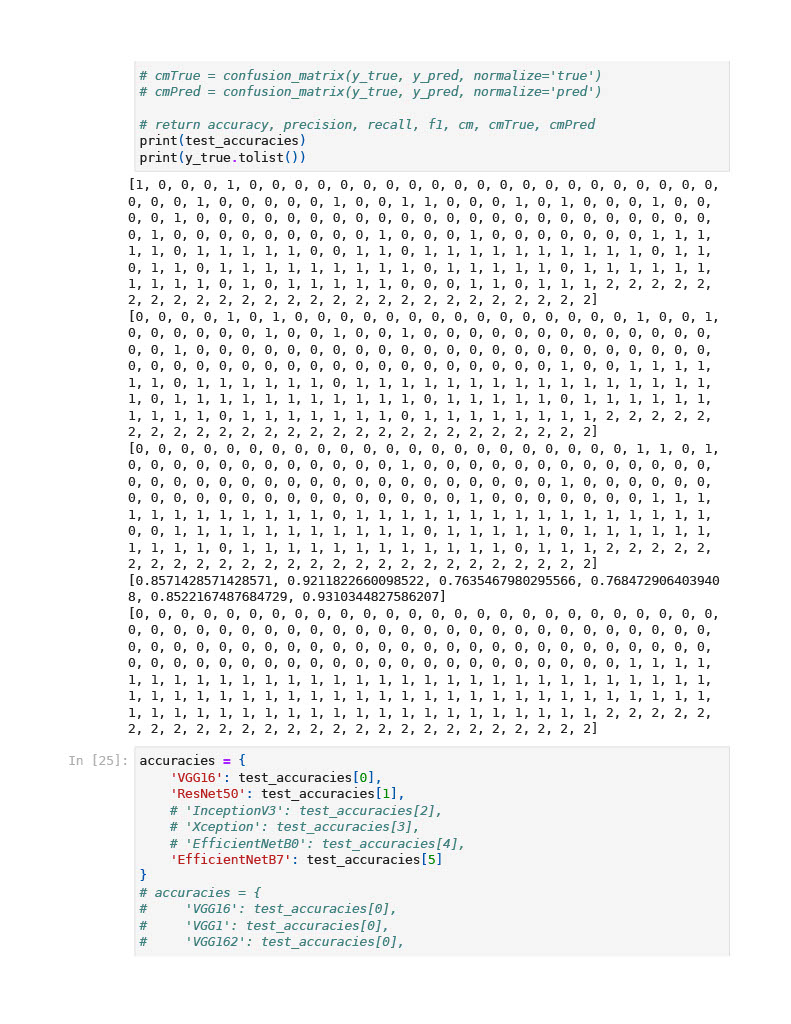 # cmTrue = confusion_matrix(y_true, y_pred, normalize='true')
# cmPred = confusion_matrix(y_true, y_pred, normalize='pred')
# return accuracy, precision, recall, f1, cm, cmTrue, cmPred
print(test_accuracies)
print(y_true.tolist())
[1, 0, 0, 0, 1, 0, 0, 0, 0, 0, 0, 0, 0, 0, 0, 0, 0, 0, 0, 0, 0, 0, 0, 0, 0, 0,
0, 0, 0, 1, 0, 0, 0, 0, 0, 1, 0, 0, 1, 1, 0, 0, 0, 1, 0, 1, 0, 0, 0, 1, 0, 0,
0, 0, 1, 0, 0, 0, 0, 0, 0, 0, 0, 0, 0, 0, 0, 0, 0, 0, 0, 0, 0, 0, 0, 0, 0, 0,
0, 1, 0, 0, 0, 0, 0, 0, 0, 0, 0, 1, 0, 0, 0, 1, 0, 0, 0, 0, 0, 0, 0, 1, 1, 1,
1, 1, 0, 1, 1, 1, 1, 1, 0, 0, 1, 1, 0, 1, 1, 1, 1, 1, 1, 1, 1, 1, 1, 0, 1, 1,
0, 1, 1, 0, 1, 1, 1, 1, 1, 1, 1, 1, 1, 0, 1, 1, 1, 1, 1, 0, 1, 1, 1, 1, 1, 1,
1, 1, 1, 1, 0, 1, 0, 1, 1, 1, 1, 1, 0, 0, 0, 1, 1, 0, 1, 1, 1, 2, 2, 2, 2, 2,
2, 2, 2, 2, 2, 2, 2, 2, 2, 2, 2, 2, 2, 2, 2, 2, 2, 2, 2, 2, 2]
[0, 0, 0, 0, 1, 0, 1, 0, 0, 0, 0, 0, 0, 0, 0, 0, 0, 0, 0, 0, 0, 0, 1, 0, 0, 1,
0, 0, 0, 0, 0, 0, 1, 0, 0, 1, 0, 0, 1, 0, 0, 0, 0, 0, 0, 0, 0, 0, 0, 0, 0, 0,
0, 0, 1, 0, 0, 0, 0, 0, 0, 0, 0, 0, 0, 0, 0, 0, 0, 0, 0, 0, 0, 0, 0, 0, 0, 0,
0, 0, 0, 0, 0, 0, 0, 0, 0, 0, 0, 0, 0, 0, 0, 0, 0, 0, 0, 1, 0, 0, 1, 1, 1, 1,
1, 1, 0, 1, 1, 1, 1, 1, 1, 0, 1, 1, 1, 1, 1, 1, 1, 1, 1, 1, 1, 1, 1, 1, 1, 1,
1, 0, 1, 1, 1, 1, 1, 1, 1, 1, 1, 1, 1, 0, 1, 1, 1, 1, 1, 0, 1, 1, 1, 1, 1, 1,
1, 1, 1, 1, 0, 1, 1, 1, 1, 1, 1, 1, 0, 1, 1, 1, 1, 1, 1, 1, 1, 2, 2, 2, 2, 2,
2, 2, 2, 2, 2, 2, 2, 2, 2, 2, 2, 2, 2, 2, 2, 2, 2, 2, 2, 2, 2]
[0, 0, 0, 0, 0, 0, 0, 0, 0, 0, 0, 0, 0, 0, 0, 0, 0, 0, 0, 0, 0, 0, 1, 1, 0, 1,
0, 0, 0, 0, 0, 0, 0, 0, 0, 0, 0, 0, 1, 0, 0, 0, 0, 0, 0, 0, 0, 0, 0, 0, 0, 0,
0, 0, 0, 0, 0, 0, 0, 0, 0, 0, 0, 0, 0, 0, 0, 0, 0, 0, 0, 1, 0, 0, 0, 0, 0, 0,
0, 0, 0, 0, 0, 0, 0, 0, 0, 0, 0, 0, 0, 0, 0, 1, 0, 0, 0, 0, 0, 0, 0, 1, 1, 1,
1, 1, 1, 1, 1, 1, 1, 1, 1, 0, 1, 1, 1, 1, 1, 1, 1, 1, 1, 1, 1, 1, 1, 1, 1, 1,
0, 0, 1, 1, 1, 1, 1, 1, 1, 1, 1, 1, 1, 0, 1, 1, 1, 1, 1, 0, 1, 1, 1, 1, 1, 1,
1, 1, 1, 1, 0, 1, 1, 1, 1, 1, 1, 1, 1, 1, 1, 1, 1, 0, 1, 1, 1, 2, 2, 2, 2, 2,
2, 2, 2, 2, 2, 2, 2, 2, 2, 2, 2, 2, 2, 2, 2, 2, 2, 2, 2, 2, 2]
[0.8571428571428571, 0.9211822660098522, 0.7635467980295566, 0.768472906403940
8, 0.8522167487684729, 0.9310344827586207]
[0, 0, 0, 0, 0, 0, 0, 0, 0, 0, 0, 0, 0, 0, 0, 0, 0, 0, 0, 0, 0, 0, 0, 0, 0, 0,
0, 0, 0, 0, 0, 0, 0, 0, 0, 0, 0, 0, 0, 0, 0, 0, 0, 0, 0, 0, 0, 0, 0, 0, 0, 0,
0, 0, 0, 0, 0, 0, 0, 0, 0, 0, 0, 0, 0, 0, 0, 0, 0, 0, 0, 0, 0, 0, 0, 0, 0, 0,
0, 0, 0, 0, 0, 0, 0, 0, 0, 0, 0, 0, 0, 0, 0, 0, 0, 0, 0, 0, 0, 0, 1, 1, 1, 1,
1, 1, 1, 1, 1, 1, 1, 1, 1, 1, 1, 1, 1, 1, 1, 1, 1, 1, 1, 1, 1, 1, 1, 1, 1, 1,
1, 1, 1, 1, 1, 1, 1, 1, 1, 1, 1, 1, 1, 1, 1, 1, 1, 1, 1, 1, 1, 1, 1, 1, 1, 1,
1, 1, 1, 1, 1, 1, 1, 1, 1, 1, 1, 1, 1, 1, 1, 1, 1, 1, 1, 1, 1, 2, 2, 2, 2, 2,
2, 2, 2, 2, 2, 2, 2, 2, 2, 2, 2, 2, 2, 2, 2, 2, 2, 2, 2, 2, 2]
In [25]: accuracies = {
'VGG16': test_accuracies[0],
'ResNet50': test_accuracies[1],
# 'InceptionV3': test_accuracies[2],
# 'Xception': test_accuracies[3],
# 'EfficientNetB0': test_accuracies[4],
'EfficientNetB7': test_accuracies[5]
}
# accuracies = {
#     'VGG16': test_accuracies[0],
#     'VGG1': test_accuracies[0],
#     'VGG162': test_accuracies[0],